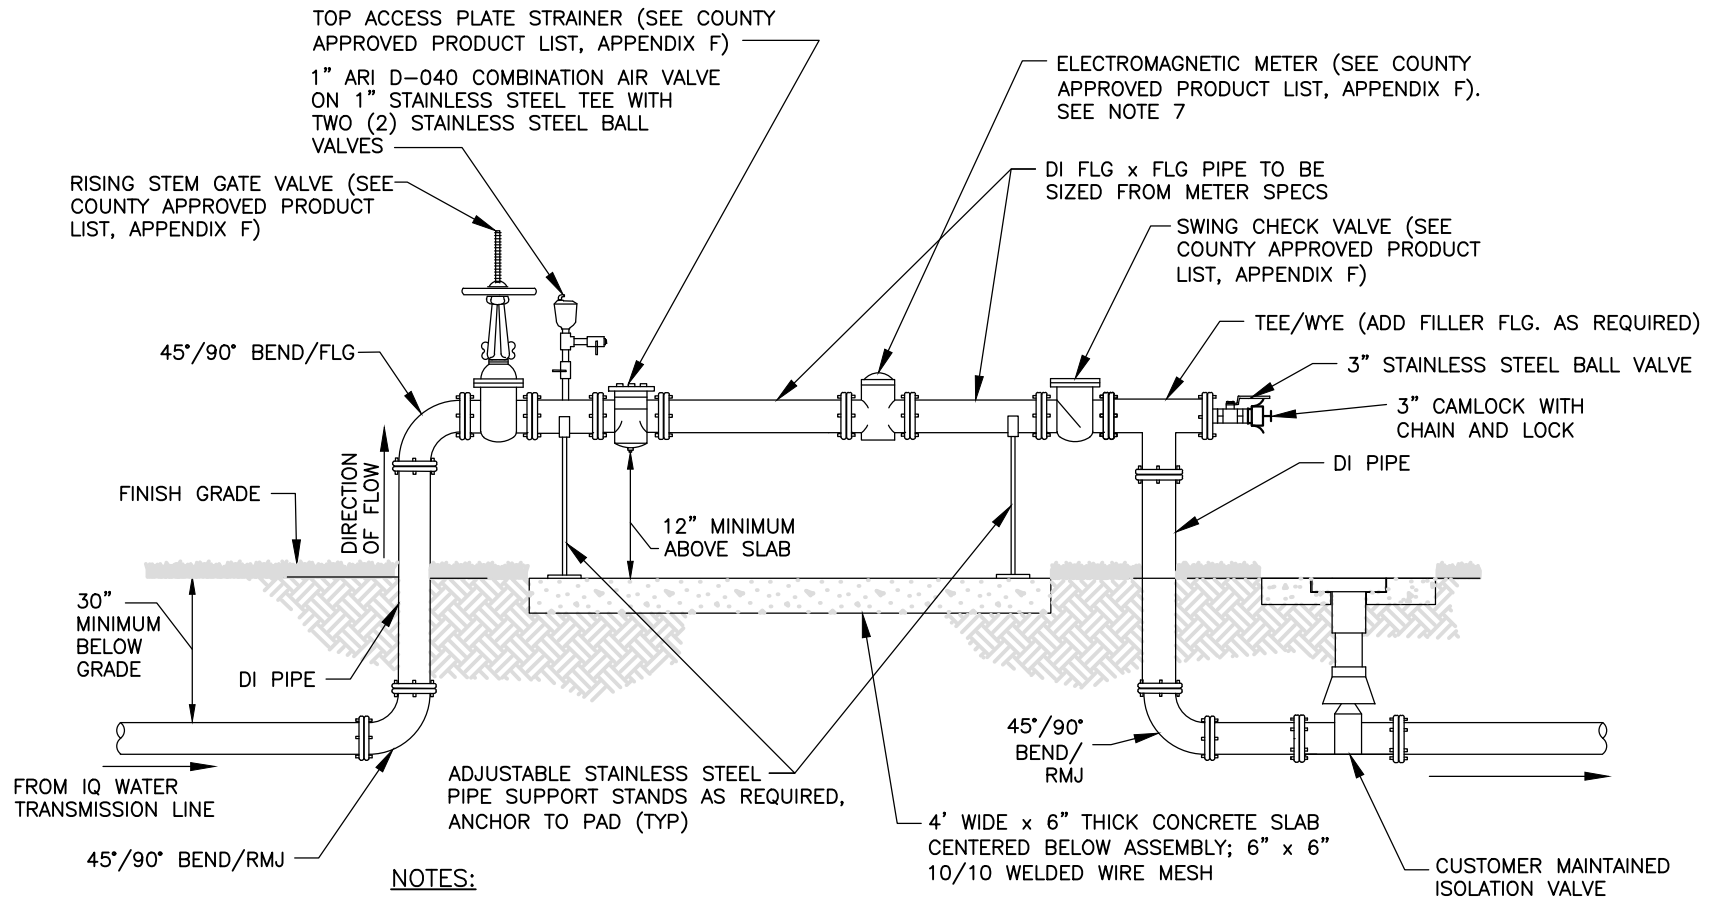 TOP ACCESS PLATE STRAINER (SEE COUNTY
APPROVED PRODUCT LIST, APPENDIX F)
1” ARI D–040 COMBINATION AIR VALVE
ON 1” STAINLESS STEEL TEE WITH
TWO (2) STAINLESS STEEL BALL
VALVES
RISING STEM GATE VALVE (SEE
COUNTY APPROVED PRODUCT
LIST, APPENDIX F)
ELECTROMAGNETIC METER (SEE COUNTY
APPROVED PRODUCT LIST, APPENDIX F).
SEE NOTE 7
DI FLG x FLG PIPE TO BE
SIZED FROM METER SPECS
SWING CHECK VALVE (SEE
COUNTY APPROVED PRODUCT
LIST, APPENDIX F)
TEE/WYE (ADD FILLER FLG. AS REQUIRED)
3” STAINLESS STEEL BALL VALVE
3” CAMLOCK WITH
CHAIN AND LOCK
DI PIPE
45°/90° BEND/FLG
FINISH GRADE
DIRECTION
OF FLOW
12” MINIMUM
ABOVE SLAB
30”
MINIMUM
BELOW
GRADE
DI PIPE
FROM IQ WATER
TRANSMISSION LINE
45°/90° BEND/RMJ
ADJUSTABLE STAINLESS STEEL
PIPE SUPPORT STANDS AS REQUIRED,
ANCHOR TO PAD (TYP)
45°/90°
BEND/
RMJ
4’ WIDE x 6” THICK CONCRETE SLAB
CENTERED BELOW ASSEMBLY; 6” x 6”
10/10 WELDED WIRE MESH
CUSTOMER MAINTAINED
ISOLATION VALVE
NOTES: